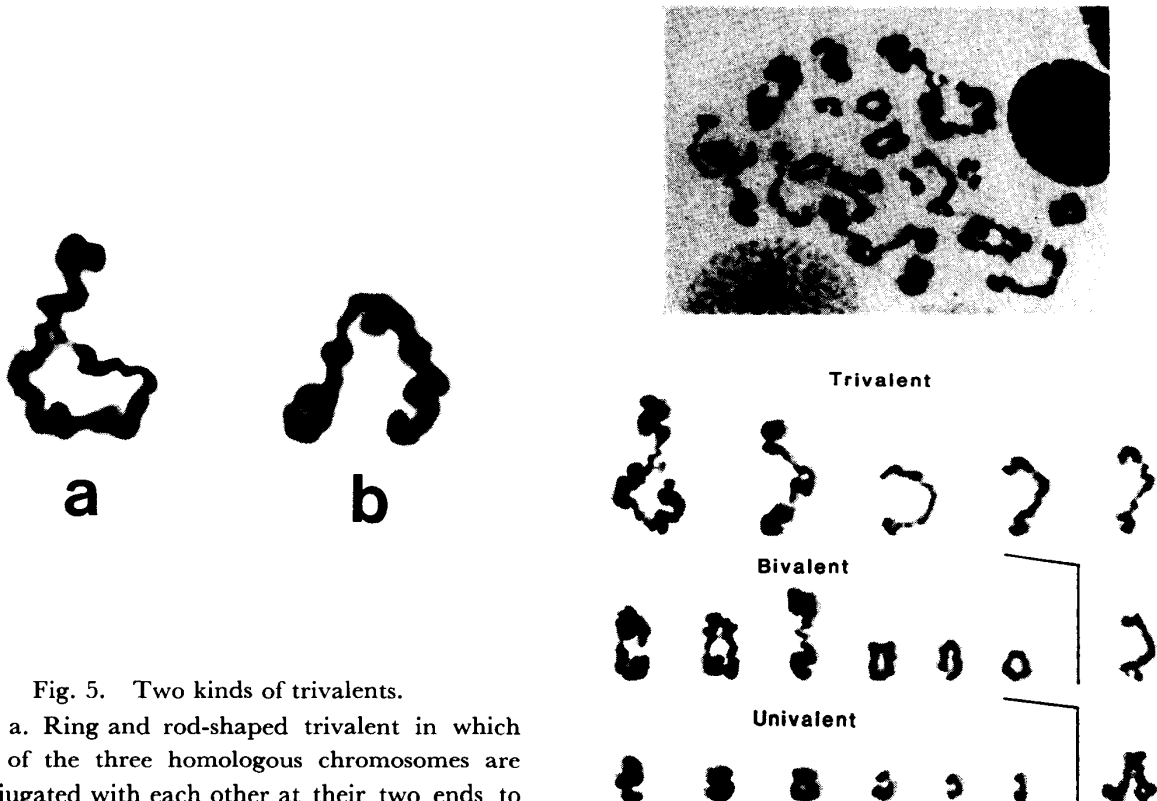 a
b
Fig. 5. Two kinds of trivalents.
a. Ring and rod-shaped trivalent in which
of the three homologous chromosomes are
jugated with each other at their two ends to
Trivalent
Bivalent
Univalent